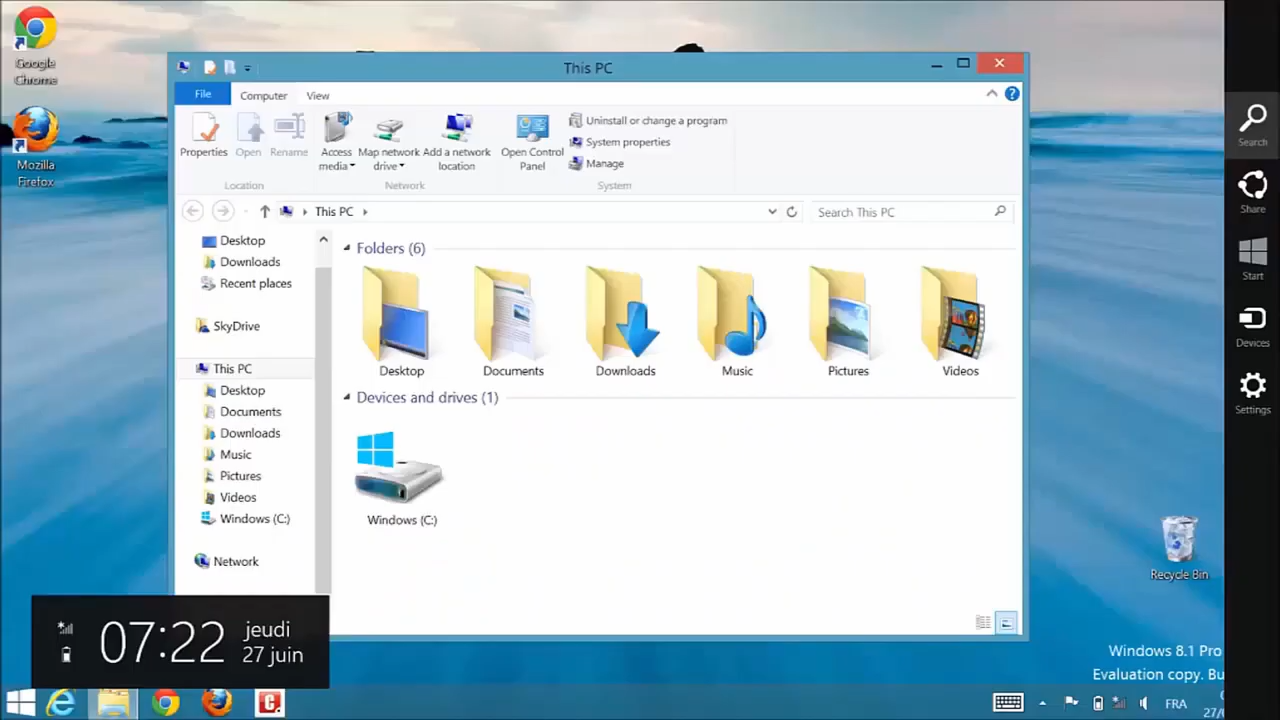 Google
Chrome
Mozilla
Firefox
This PC
File
Computer
View
Properties
Open
Rename
Access
media
Map network
drive
Add a network
location
Open Control
Panel
Uninstall or change a program
System properties
Manage
Location
Network
System
This PC
Search This PC
Desktop
Downloads
Recent places
SkyDrive
This PC
Desktop
Documents
Downloads
Music
Pictures
Videos
Windows (C:)
Network
Folders (6)
Desktop
Documents
Downloads
Music
Pictures
Videos
Devices and drives (1)
Windows (C:)
Search
Share
Start
Devices
Settings
Recycle Bin
07:22
jeudi
27 juin
Windows 8.1 Pro
Evaluation copy.
FRA
27/